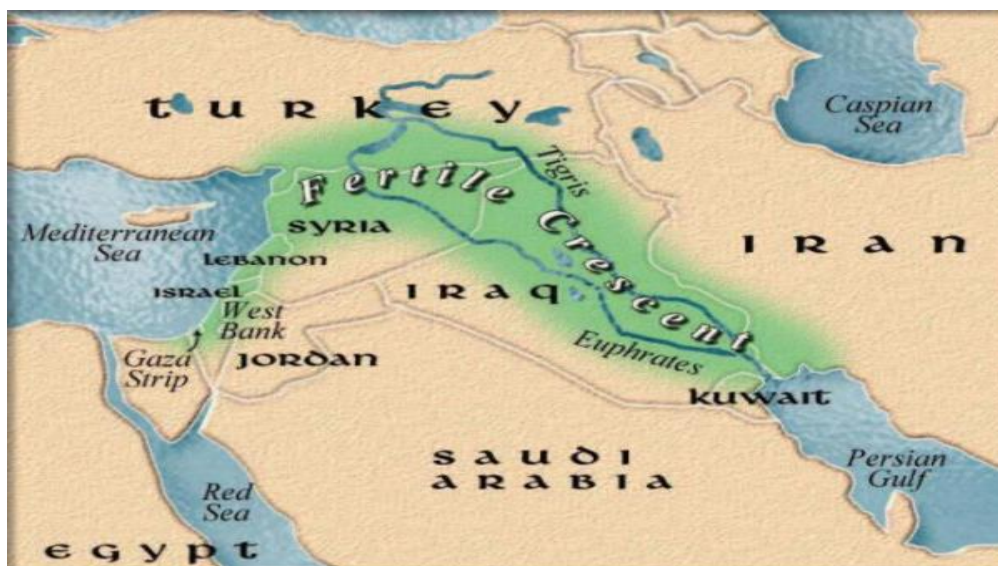 TURKEY
Caspian
Sea
Tigris
Fertile Crescent
Mediterranean
Sea
SYRIA
LEBANON
IRAN
ISRAEL
IRAQ
West
Bank
Gaza
Strip
JORDAN
Euphrates
KUWAIT
SAUDI
ARABIA
Persian
Gulf
Red
Sea
EGYPT